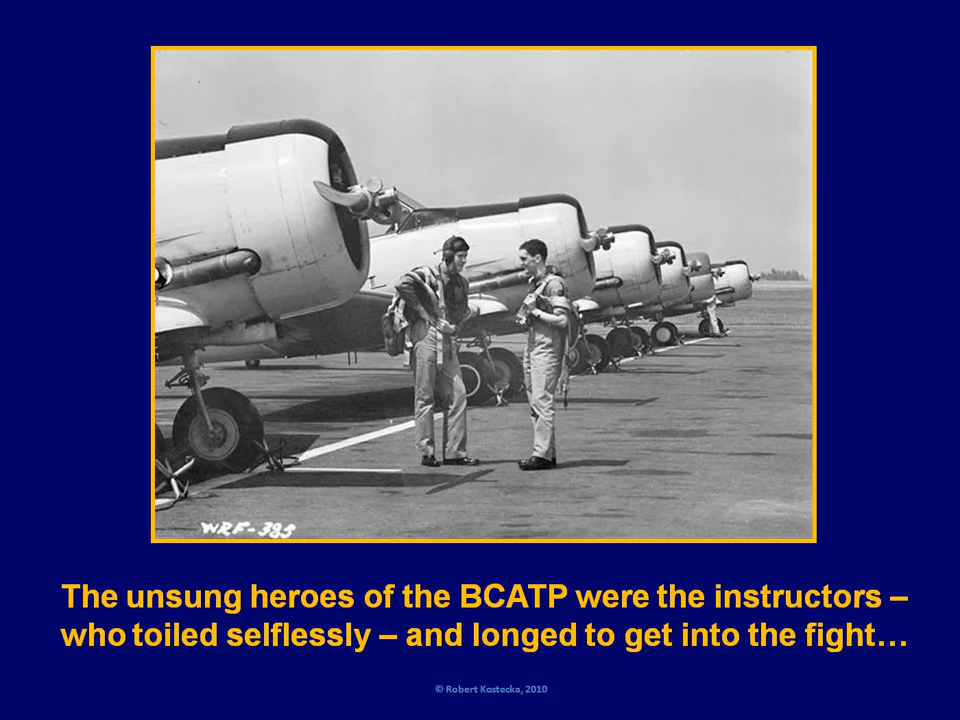 WRF-385
The unsung heroes of the BCATP were the instructors –
who toiled selflessly – and longed to get into the fight…
© Robert Kostecka, 2010